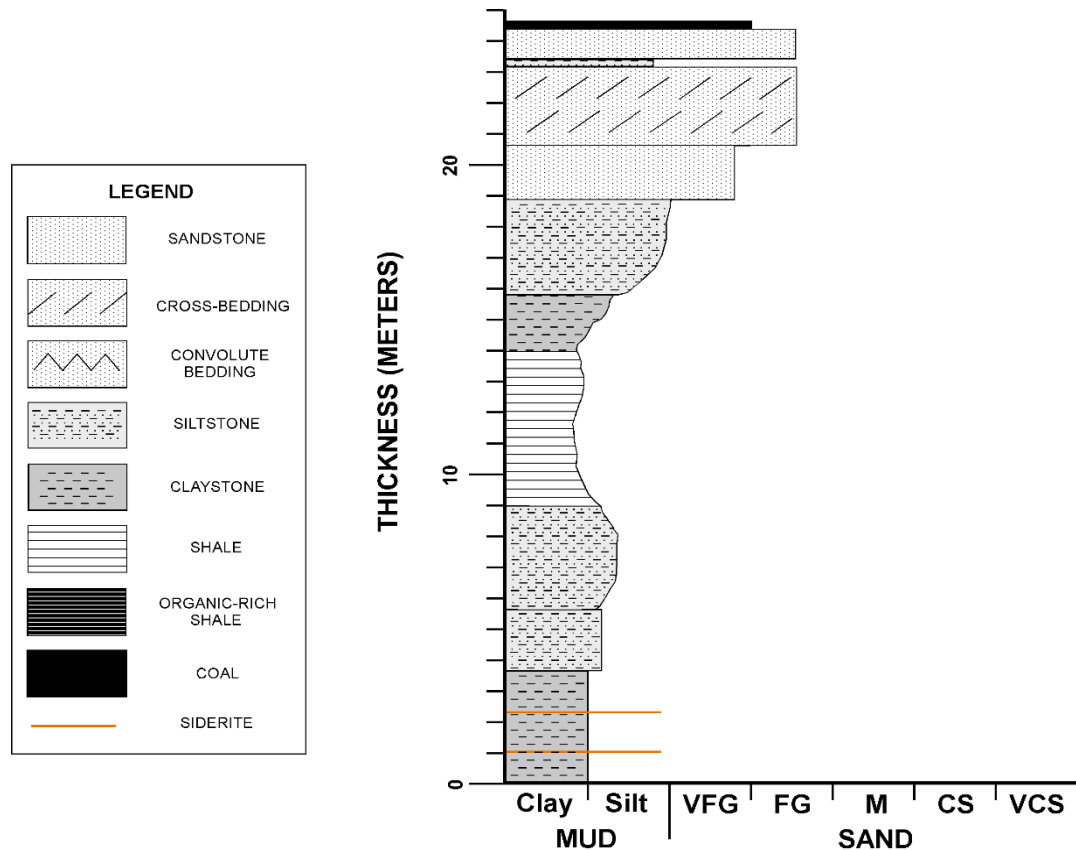 LEGEND
SANDSTONE
CROSS-BEDDING
CONVOLUTE
BEDDING
SILTSTONE
CLAYSTONE
SHALE
ORGANIC-RICH
SHALE
COAL
SIDERITE
THICKNESS (METERS)
20
10
0
Clay Silt VFG FG M CS VCS
MUD SAND